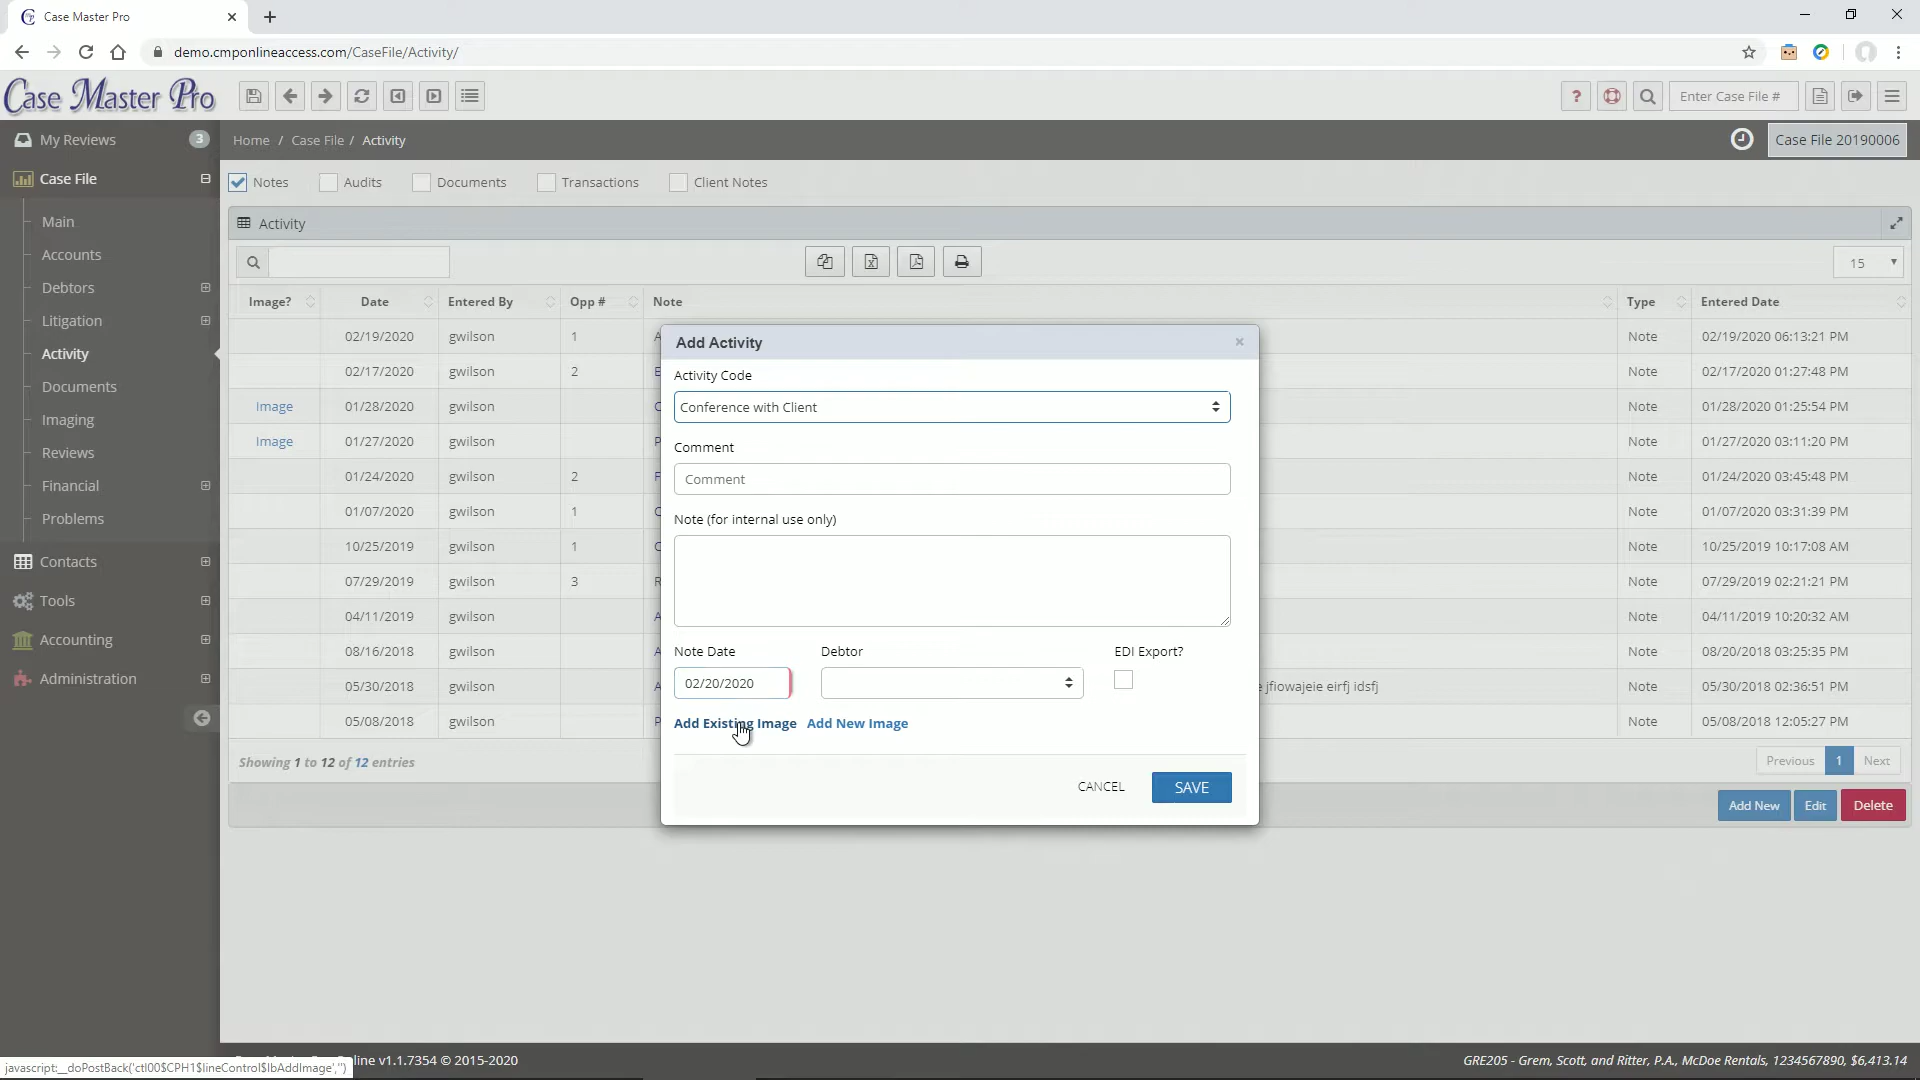 Case Master Pro
demo.cmponlineaccess.com/CaseFile/Activity/
Case Master Pro
Enter Case File #
My Reviews 3
Home / Case File / Activity
Case File 20190006
Case File
Notes Audits Documents Transactions Client Notes
Main
Accounts
Debtors
Litigation
Activity
Documents
Imaging
Reviews
Financial
Problems
Contacts
Tools
Accounting
Administration
Activity
15
Image? Date Entered By Opp # Note Type Entered Date
02/19/2020 gwilson 1 A Note 02/19/2020 06:13:21 PM
02/17/2020 gwilson 2 E Note 02/17/2020 01:27:48 PM
Image 01/28/2020 gwilson C Note 01/28/2020 01:25:54 PM
Image 01/27/2020 gwilson P Note 01/27/2020 03:11:20 PM
01/24/2020 gwilson 2 F Note 01/24/2020 03:45:48 PM
01/07/2020 gwilson 1 C Note 01/07/2020 03:31:39 PM
10/25/2019 gwilson 1 C Note 10/25/2019 10:17:08 AM
07/29/2019 gwilson 3 R Note 07/29/2019 02:21:21 PM
04/11/2019 gwilson A Note 04/11/2019 10:20:32 AM
08/16/2018 gwilson A Note 08/20/2018 03:25:35 PM
05/30/2018 gwilson A e jfiowajeie eirfj idsfj Note 05/30/2018 02:36:51 PM
05/08/2018 gwilson P Note 05/08/2018 12:05:27 PM
Showing 1 to 12 of 12 entries
Previous 1 Next
Add New Edit Delete
Add Activity ×
Activity Code
Conference with Client
Comment
Comment
Note (for internal use only)
Note Date Debtor EDI Export?
02/20/2020
Add Existing Image Add New Image
CANCEL SAVE
line v1.1.7354 © 2015-2020
GRE205 - Grem, Scott, and Ritter, P.A., McDoe Rentals, 1234567890, $6,413.14
javascript:__doPostBack('ctl00$CPH1$lineControl$lbAddImage','')